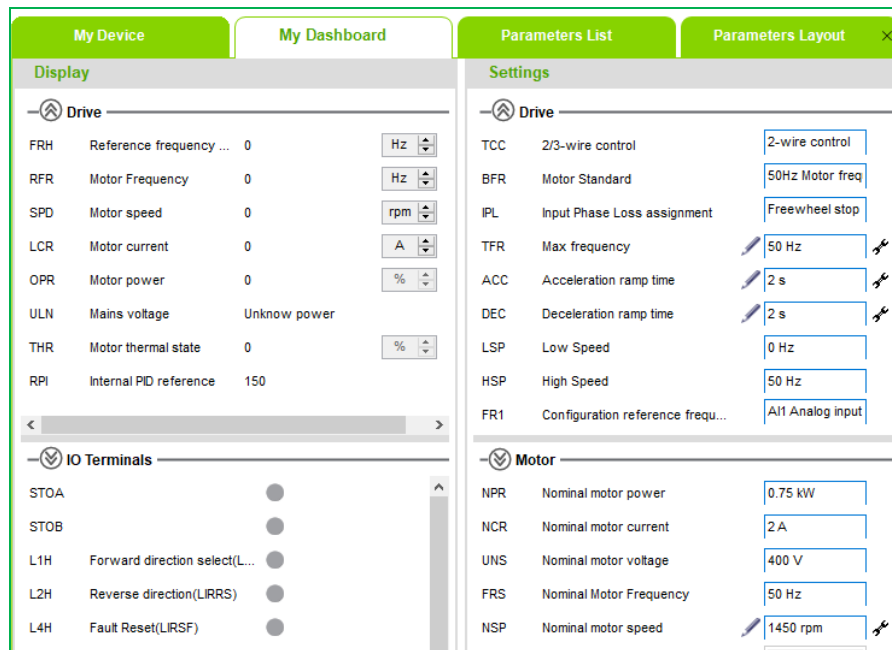 My Device My Dashboard Parameters List Parameters Layout
Display
Drive
FRH Reference frequency ... 0 Hz
RFR Motor Frequency 0 Hz
SPD Motor speed 0 rpm
LCR Motor current 0 A
OPR Motor power 0 %
ULN Mains voltage Unknow power
THR Motor thermal state 0 %
RPI Internal PID reference 150
IO Terminals
STOA
STOB
L1H Forward direction select(L...
L2H Reverse direction(LIRRS)
L4H Fault Reset(LIRSF)
Settings
Drive
TCC 2/3-wire control 2-wire control
BFR Motor Standard 50Hz Motor freq
IPL Input Phase Loss assignment Freewheel stop
TFR Max frequency 50 Hz
ACC Acceleration ramp time 2 s
DEC Deceleration ramp time 2 s
LSP Low Speed 0 Hz
HSP High Speed 50 Hz
FR1 Configuration reference frequ... AI1 Analog input
Motor
NPR Nominal motor power 0.75 kW
NCR Nominal motor current 2 A
UNS Nominal motor voltage 400 V
FRS Nominal Motor Frequency 50 Hz
NSP Nominal motor speed 1450 rpm